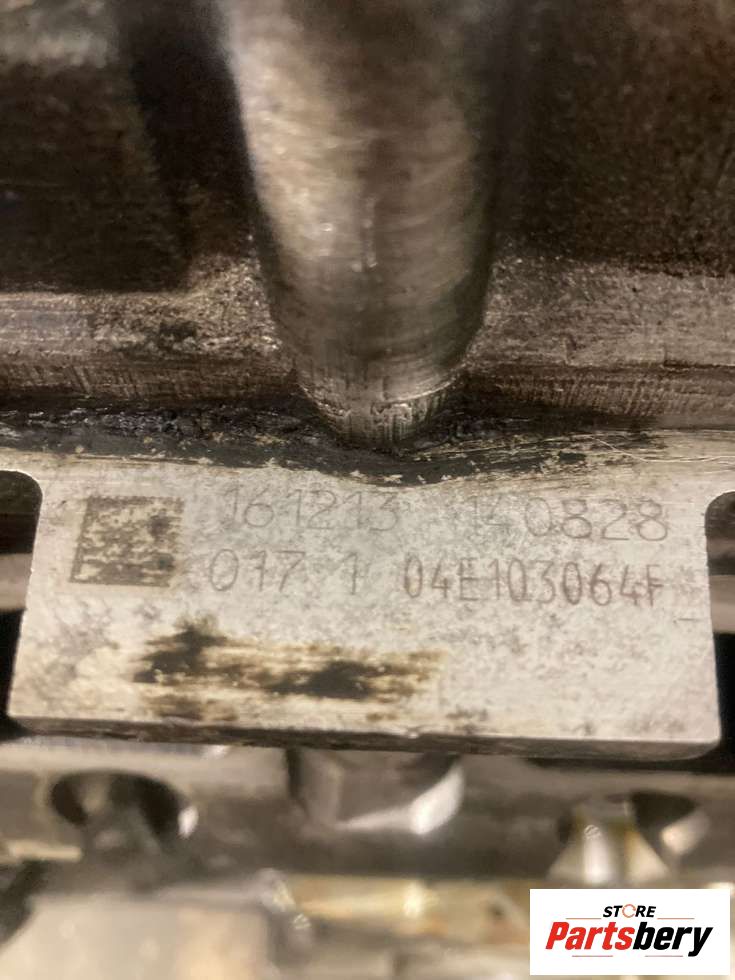 161213 140828
017 1 04E103064F
STORE
Partsbery